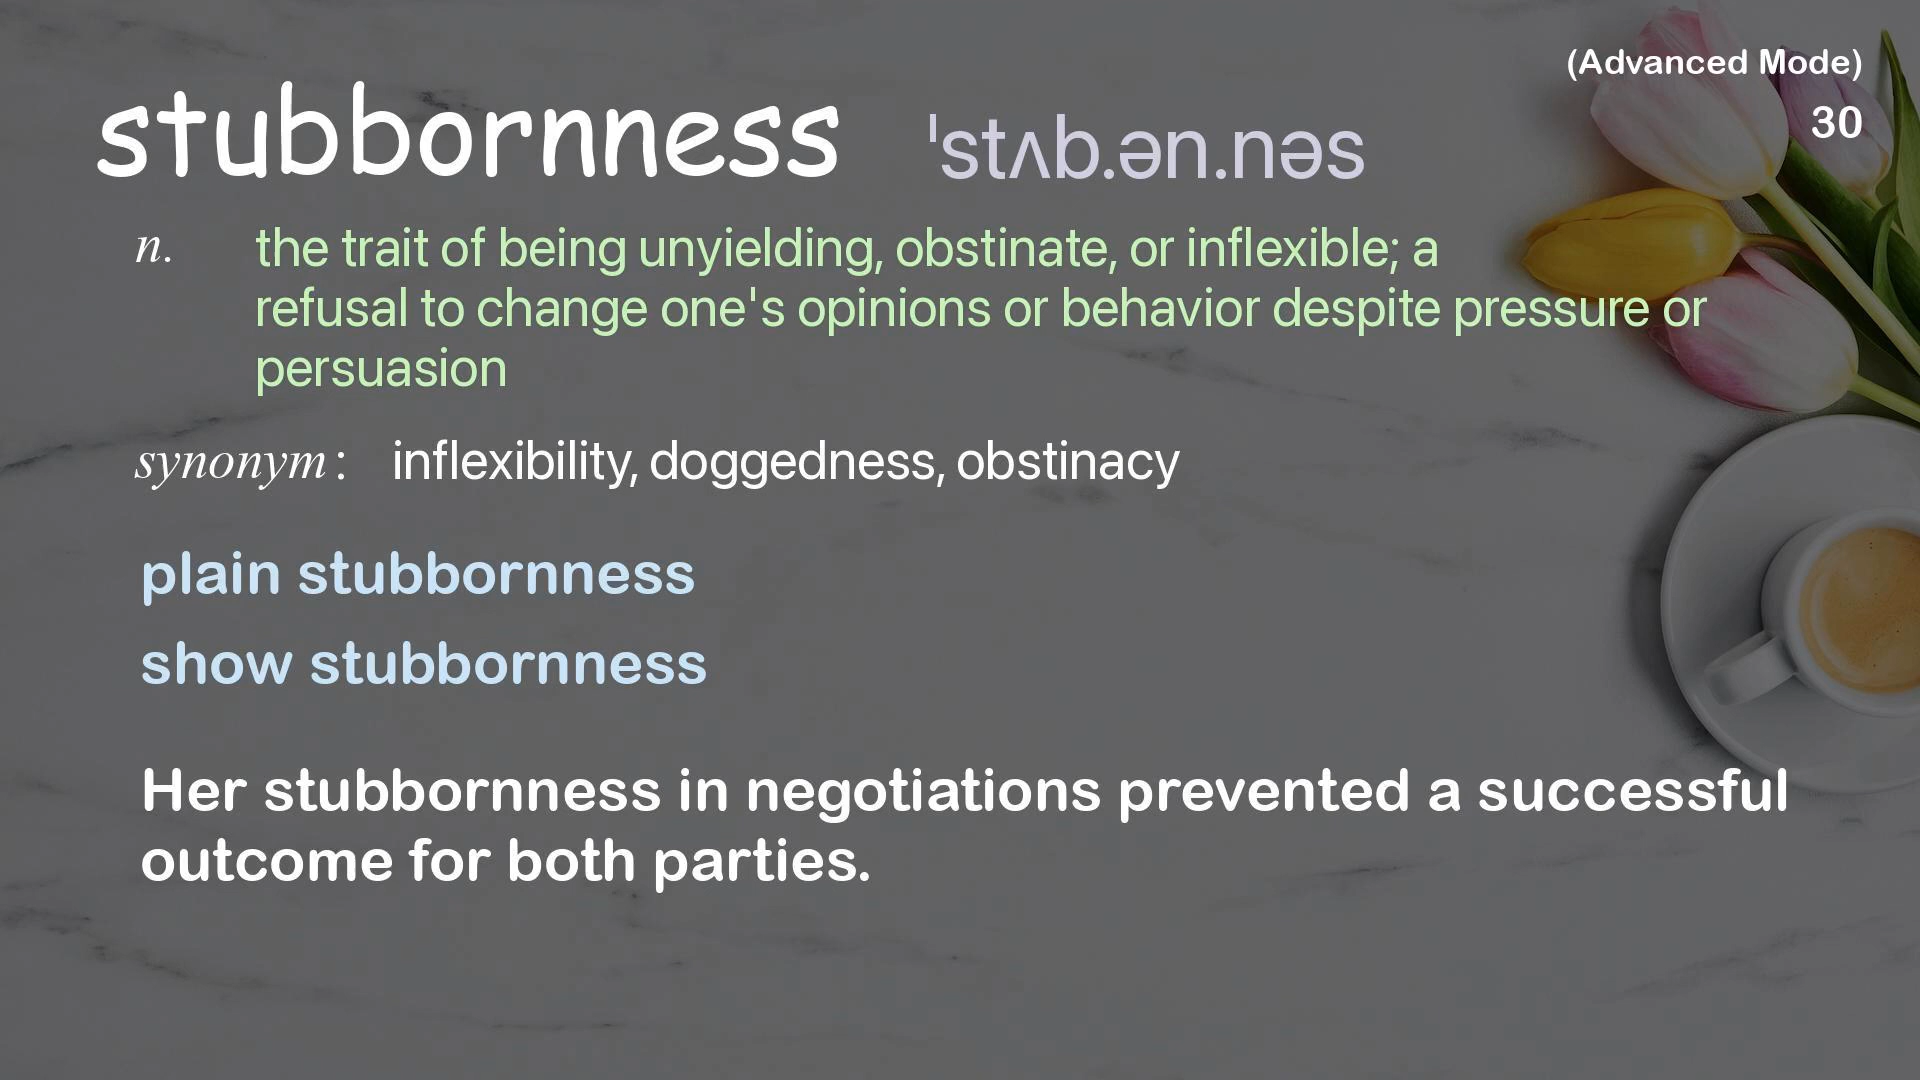 (Advanced Mode)
30
stubbornness ˈstʌb.ən.nəs
n. the trait of being unyielding, obstinate, or inflexible; a
refusal to change one's opinions or behavior despite pressure or
persuasion
synonym: inflexibility, doggedness, obstinacy
plain stubbornness
show stubbornness
Her stubbornness in negotiations prevented a successful
outcome for both parties.